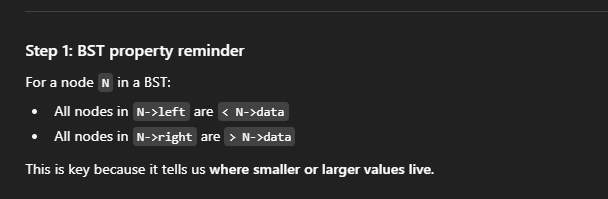 Step 1: BST property reminder
For a node N in a BST:
• All nodes in N->left are < N->data
• All nodes in N->right are > N->data
This is key because it tells us where smaller or larger values live.